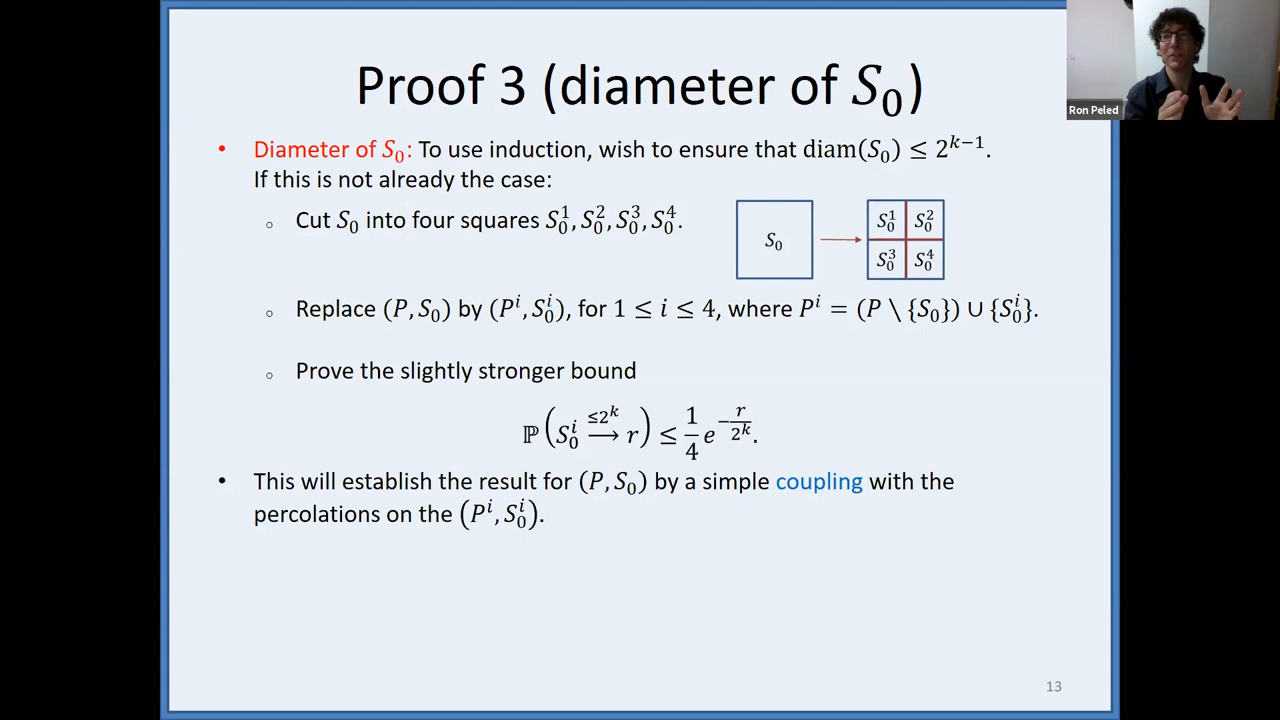 Proof 3 (diameter of 𝑆₀)
Ron Peled
• Diameter of 𝑆₀: To use induction, wish to ensure that diam(𝑆₀) ≤ 2^{𝑘−1}.
If this is not already the case:
○ Cut 𝑆₀ into four squares 𝑆₀¹, 𝑆₀², 𝑆₀³, 𝑆₀⁴.
𝑆₀
𝑆₀¹ 𝑆₀²
𝑆₀³ 𝑆₀⁴
○ Replace (𝑃, 𝑆₀) by (𝑃ⁱ, 𝑆₀ⁱ), for 1 ≤ 𝑖 ≤ 4, where 𝑃ⁱ = (𝑃 ∖ {𝑆₀}) ∪ {𝑆₀ⁱ}.
○ Prove the slightly stronger bound
ℙ(𝑆₀ⁱ \xrightarrow{≤2^𝑘} 𝑟) ≤ \frac{1}{4} 𝑒^{−\frac{𝑟}{2^𝑘}}.
• This will establish the result for (𝑃, 𝑆₀) by a simple coupling with the
percolations on the (𝑃ⁱ, 𝑆₀ⁱ).
13